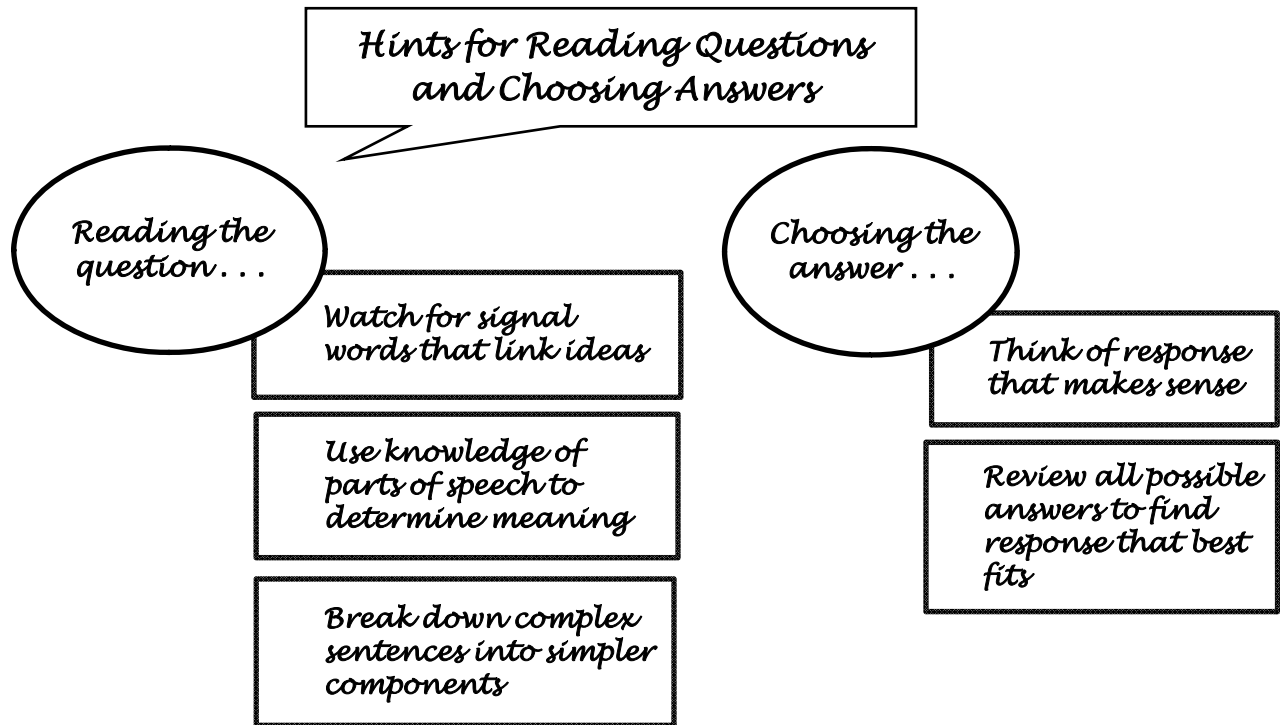 Hints for Reading Questions
and Choosing Answers
Reading the
question . . .
Watch for signal
words that link ideas
Use knowledge of
parts of speech to
determine meaning
Break down complex
sentences into simpler
components
Choosing the
answer . . .
Think of response
that makes sense
Review all possible
answers to find
response that best
fits